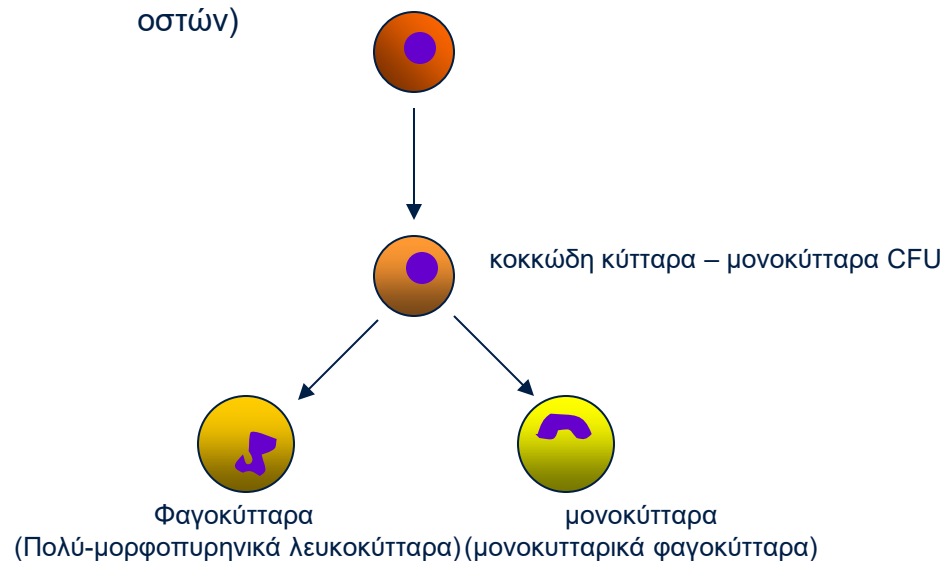 οστών)
κοκκώδη κύτταρα – μονοκύτταρα CFU
Φαγοκύτταρα
(Πολύ-μορφοπυρηνικά λευκοκύτταρα)
μονοκύτταρα
(μονοκυτταρικά φαγοκύτταρα)